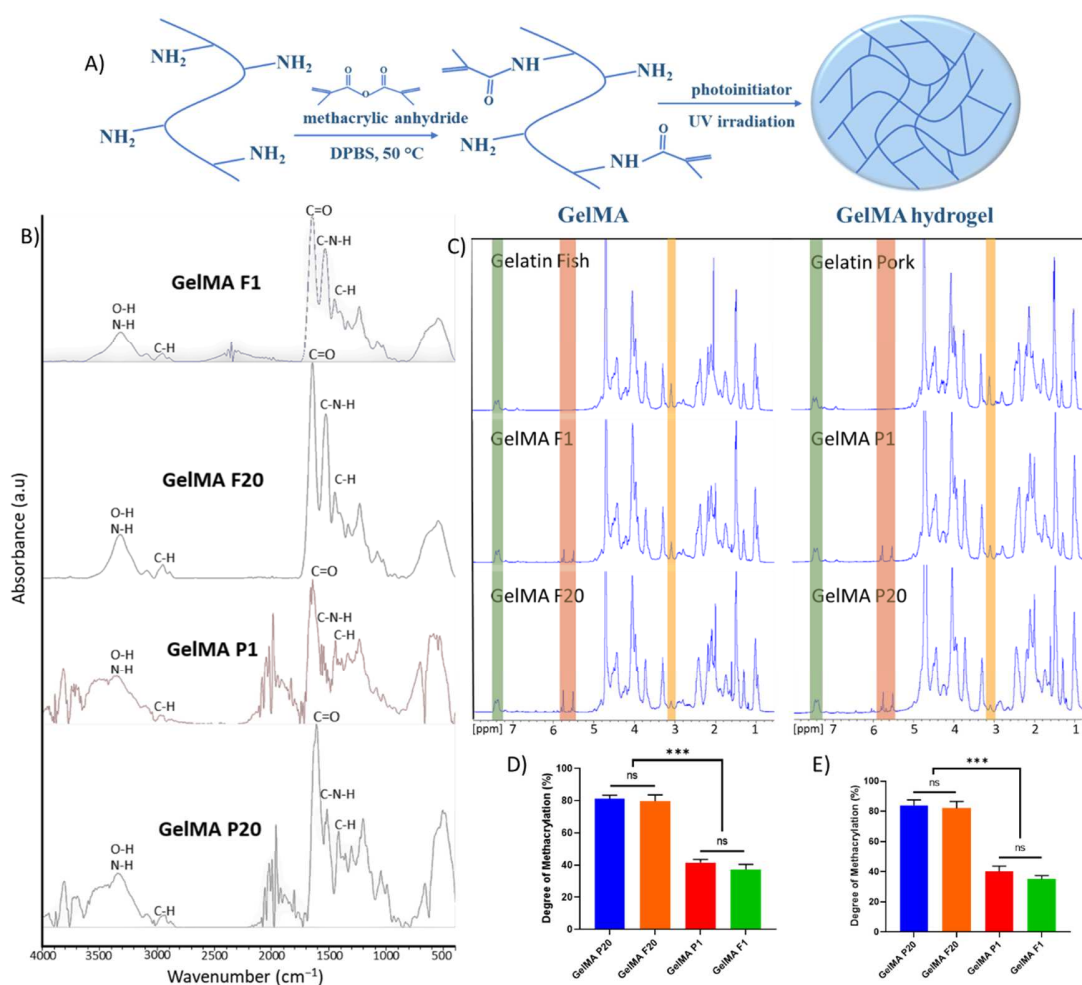 A)
NH₂
NH₂
NH₂
NH₂
O
O
O
methacrylic anhydride
DPBS, 50 °C
NH
O
NH₂
NH₂
NH
O
photoinitiator
UV irradiation
GelMA
GelMA hydrogel
B)
Absorbance (a.u)
GelMA F1
O-H
N-H
C-H
C=O
C-N-H
C-H
GelMA F20
O-H
N-H
C-H
C=O
C-N-H
C-H
GelMA P1
O-H
N-H
C-H
C=O
C-N-H
C-H
GelMA P20
O-H
N-H
C-H
C=O
C-N-H
C-H
4000 3500 3000 2500 2000 1500 1000 500
Wavenumber (cm⁻¹)
C)
Gelatin Fish
GelMA F1
GelMA F20
[ppm] 7 6 5 4 3 2 1
Gelatin Pork
GelMA P1
GelMA P20
[ppm] 7 6 5 4 3 2 1
D)
Degree of Methacrylation (%)
100
80
60
40
20
0
ns
***
ns
GelMA P20
GelMA F20
GelMA P1
GelMA F1
E)
Degree of Methacrylation (%)
100
80
60
40
20
0
ns
***
ns
GelMA P20
GelMA F20
GelMA P1
GelMA F1